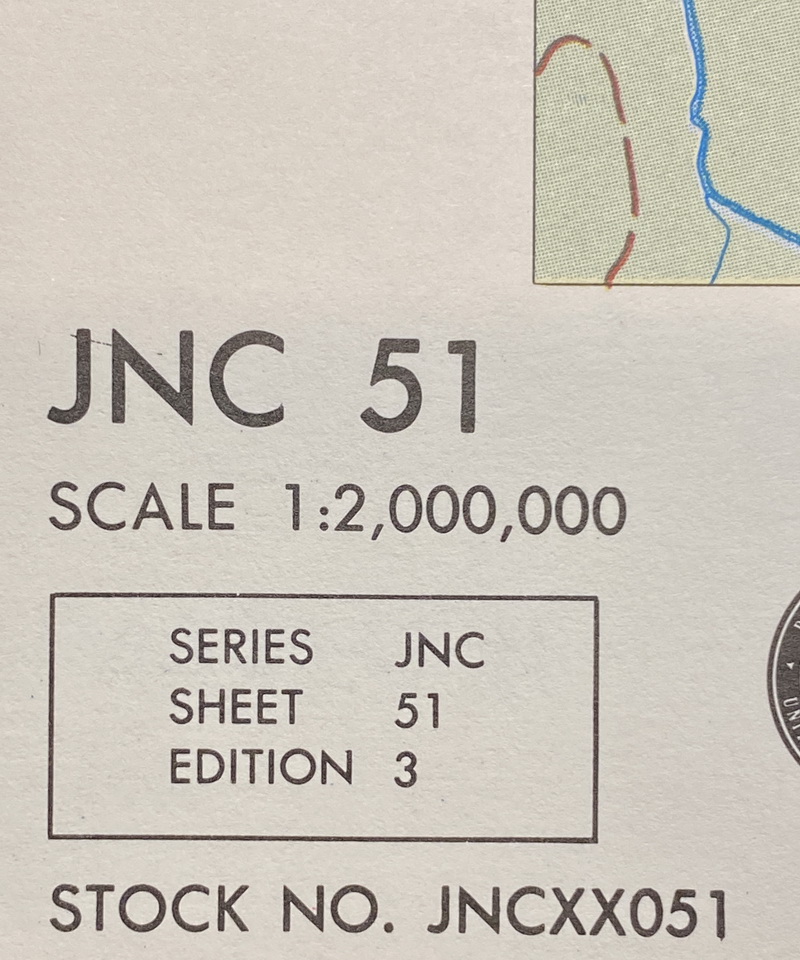 JNC 51
SCALE 1:2,000,000
SERIES JNC
SHEET 51
EDITION 3
STOCK NO. JNCXX051